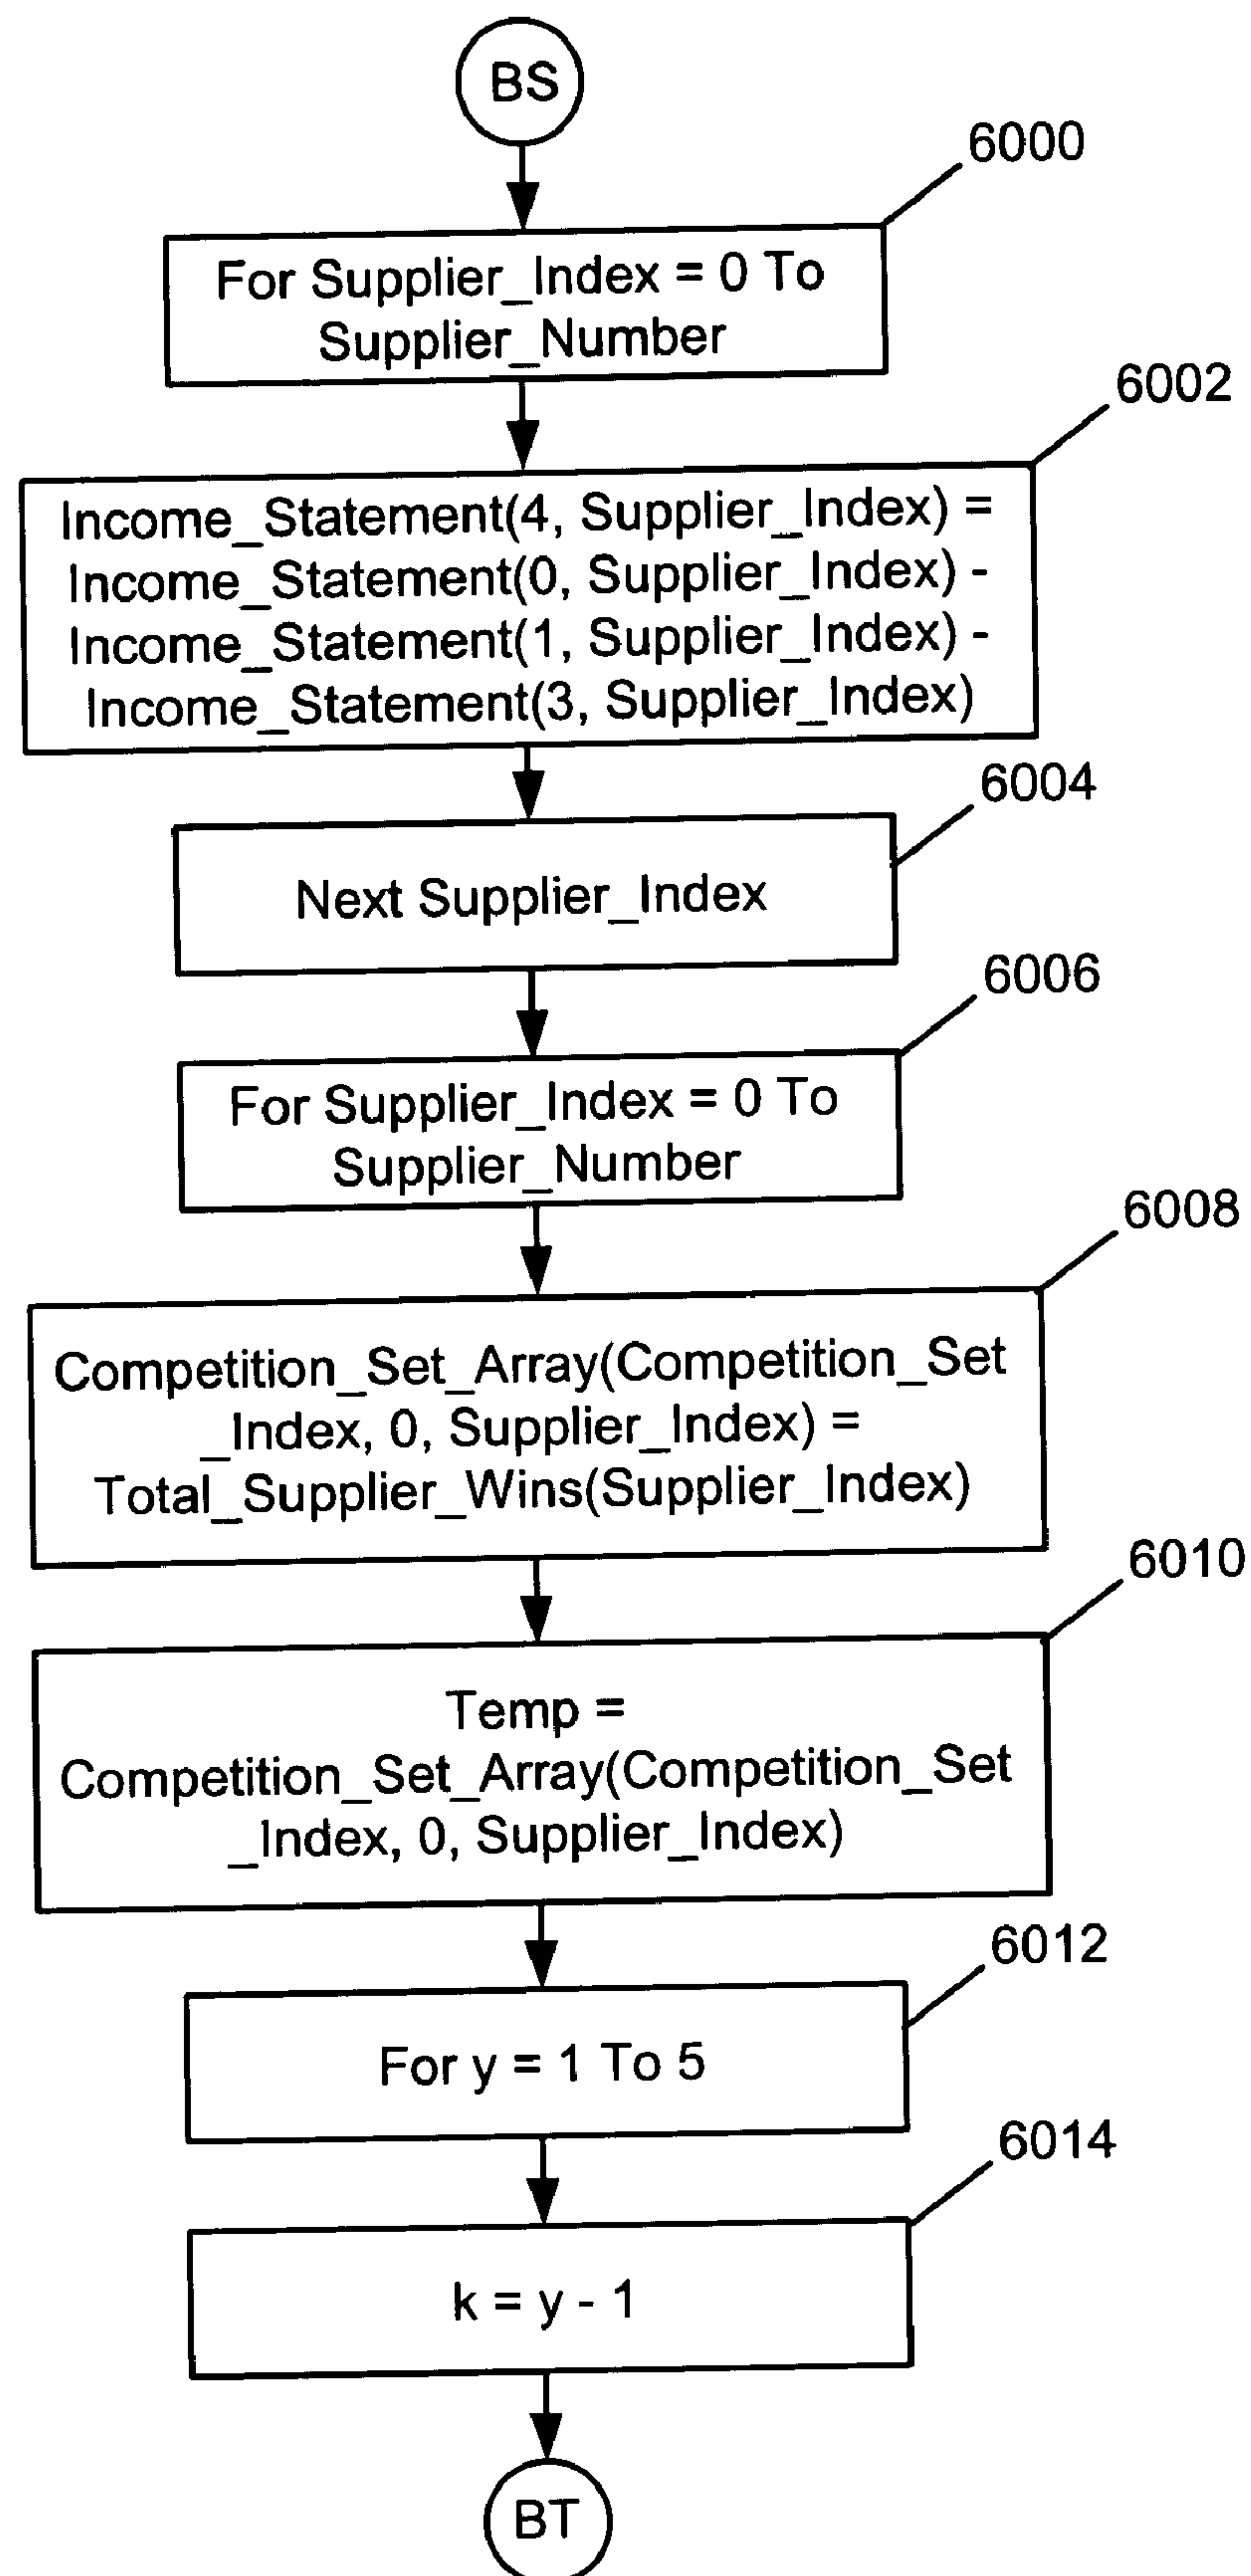 BS
6000
For Supplier_Index = 0 To
Supplier_Number
6002
Income_Statement(4, Supplier_Index) =
Income_Statement(0, Supplier_Index) -
Income_Statement(1, Supplier_Index) -
Income_Statement(3, Supplier_Index)
6004
Next Supplier_Index
6006
For Supplier_Index = 0 To
Supplier_Number
6008
Competition_Set_Array(Competition_Set
_Index, 0, Supplier_Index) =
Total_Supplier_Wins(Supplier_Index)
6010
Temp =
Competition_Set_Array(Competition_Set
_Index, 0, Supplier_Index)
6012
For y = 1 To 5
6014
k = y - 1
BT